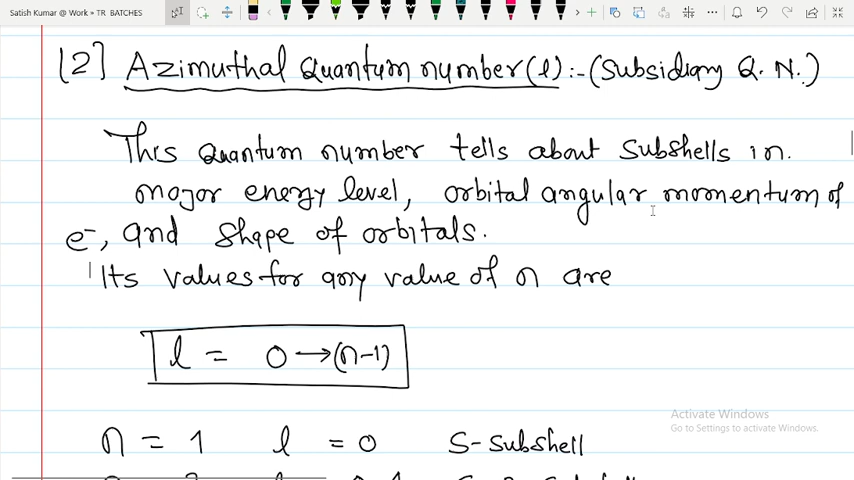 Satish Kumar @ Work » TR BATCHES
[2] Azimuthal Quantum number (l) :- (Subsidiary Q. N.)
This Quantum number tells about Subshells in
major energy level, orbital angular momentum of
e-, and shape of orbitals.
Its values for any value of n are
l = 0 → (n-1)
n = 1 l = 0 S-subshell
Activate Windows
Go to Settings to activate Windows.